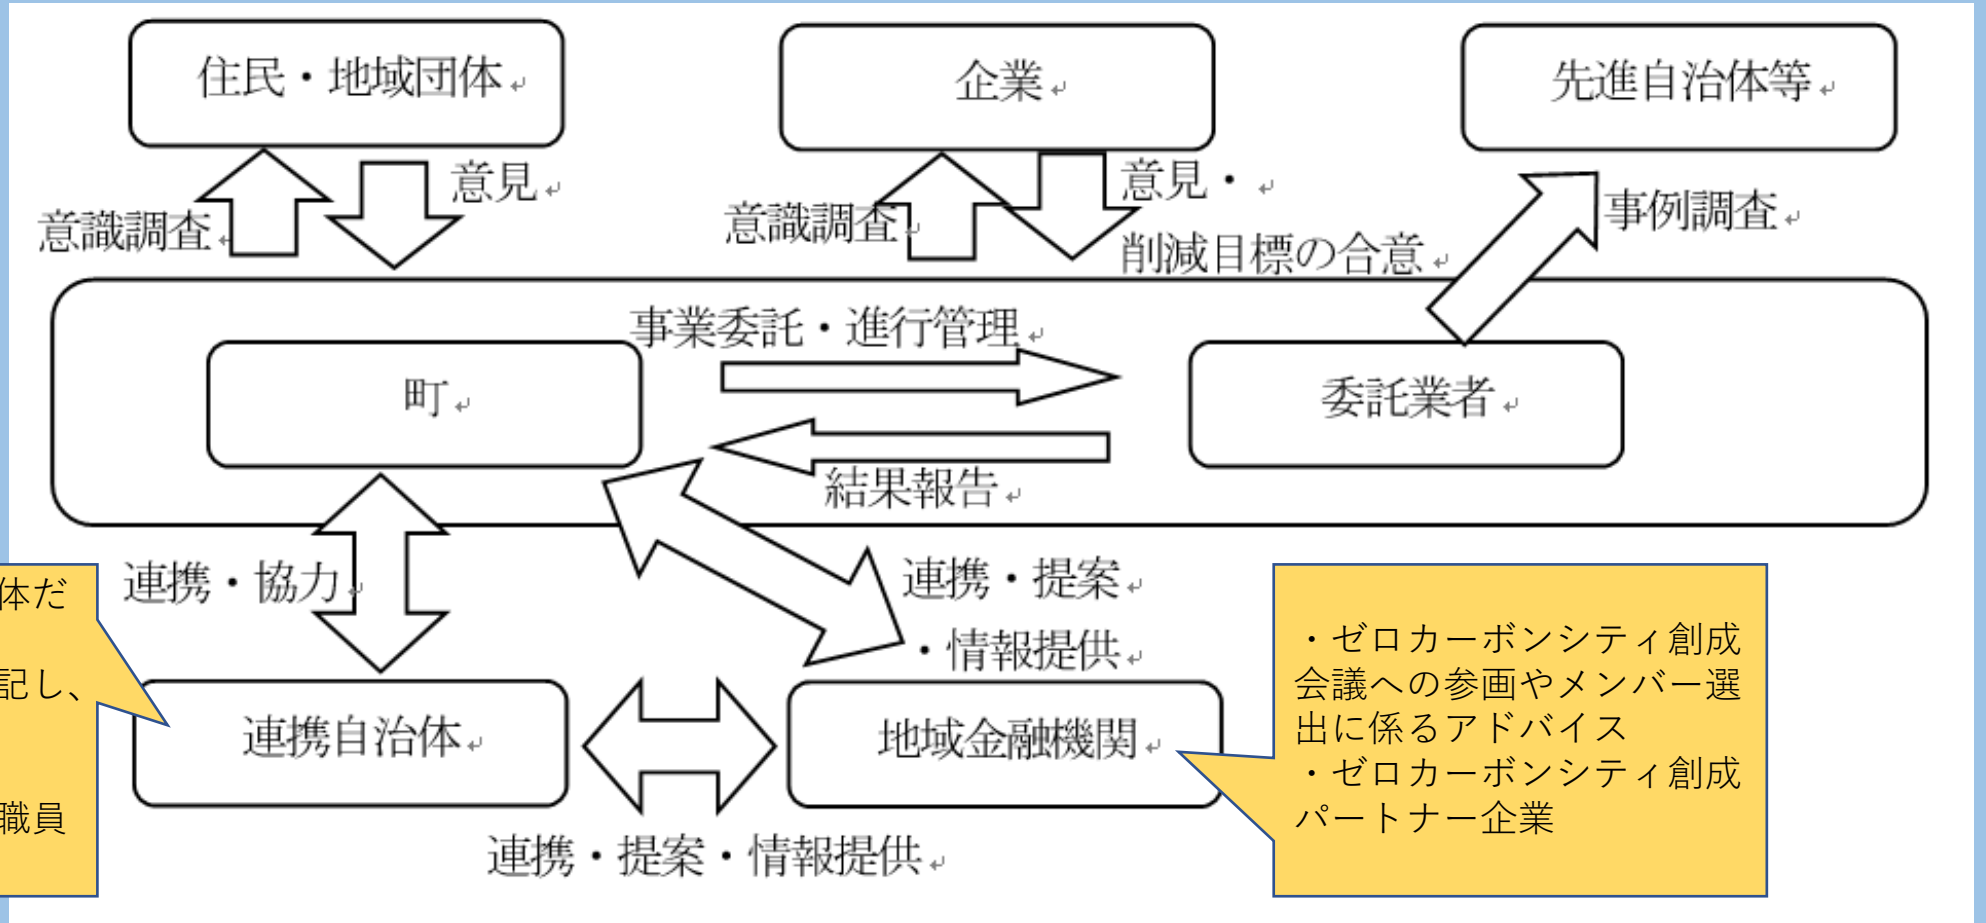 住民・地域団体
企業
先進自治体等
意見
意見・
意識調査
意識調査
事例調査
削減目標の合意
事業委託・進行管理
町
委託業者
結果報告
連携・協力
連携・提案
・情報提供
体だ
記し、
職員
連携自治体
地域金融機関
・ゼロカーボンシティ創成
会議への参画やメンバー選
出に係るアドバイス
・ゼロカーボンシティ創成
パートナー企業
連携・提案・情報提供